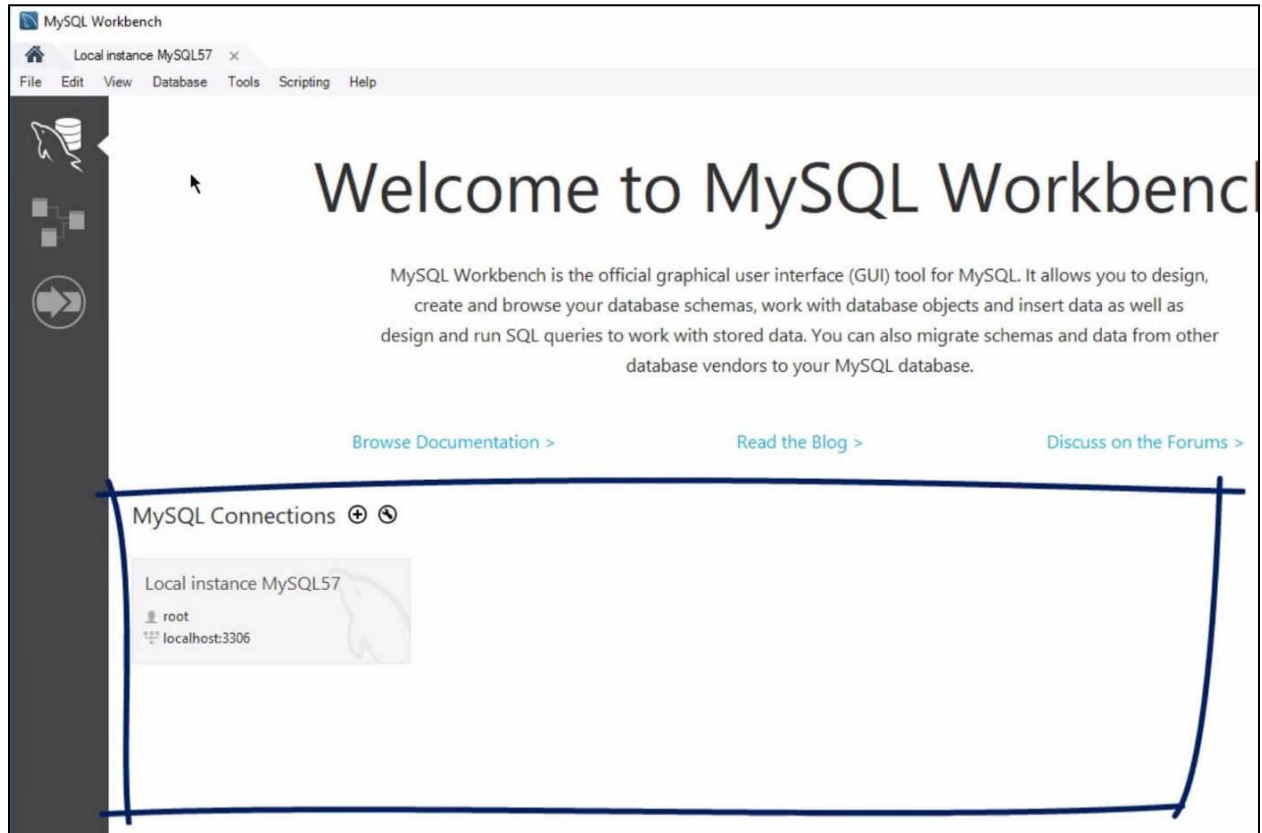 MySQL Workbench
Local instance MySQL57
File Edit View Database Tools Scripting Help
Welcome to MySQL Workbencl
MySQL Workbench is the official graphical user interface (GUI) tool for MySQL. It allows you to design,
create and browse your database schemas, work with database objects and insert data as well as
design and run SQL queries to work with stored data. You can also migrate schemas and data from other
database vendors to your MySQL database.
Browse Documentation > Read the Blog > Discuss on the Forums >
MySQL Connections
Local instance MySQL57
root
localhost:3306